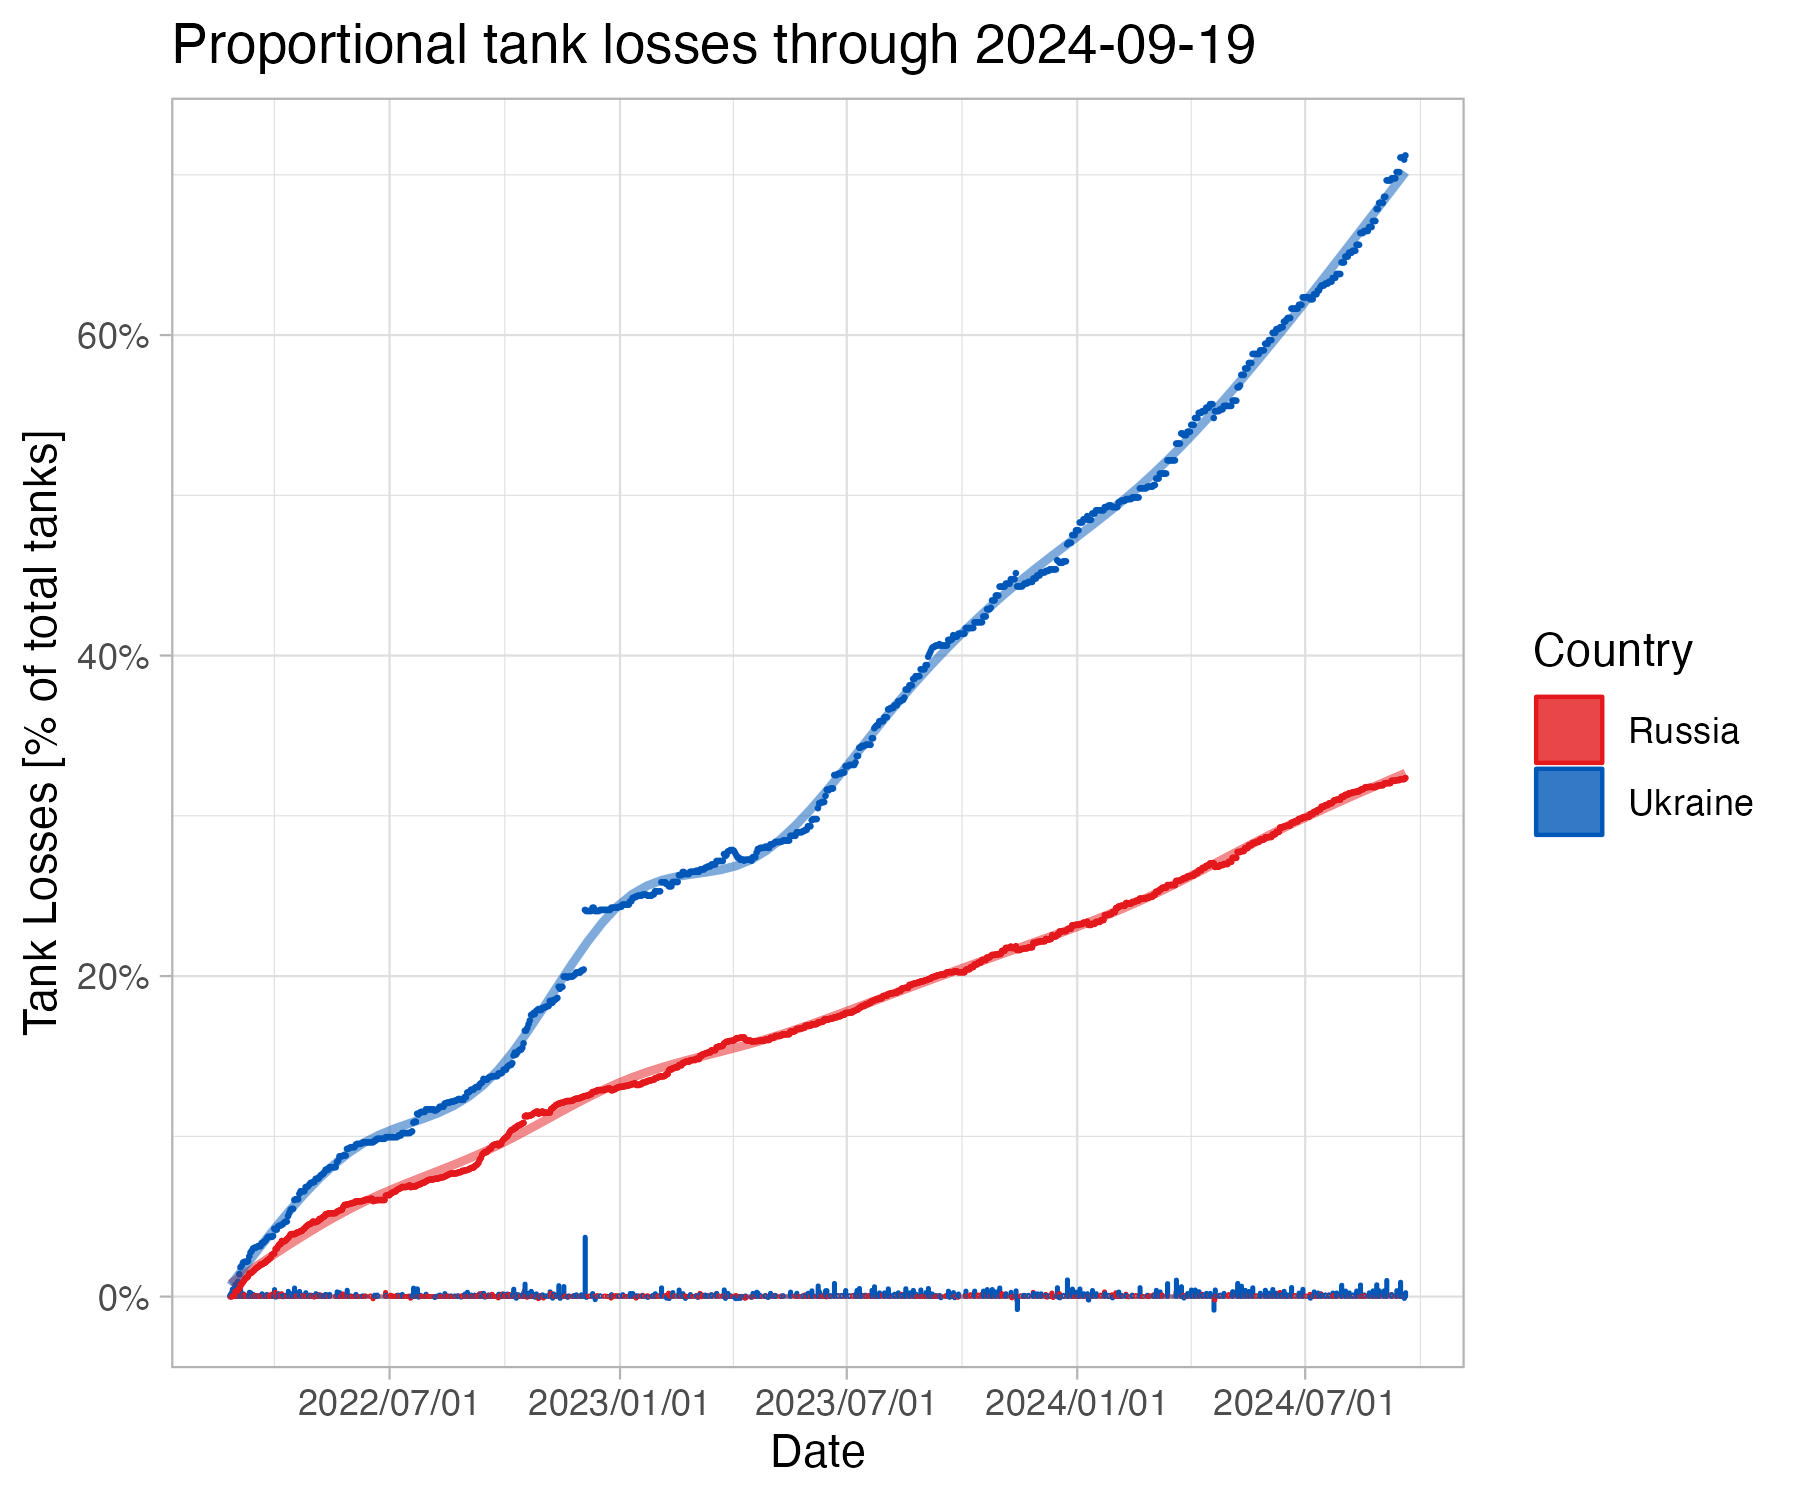 Proportional tank losses through 2024-09-19
Tank Losses [% of total tanks]
60%
40%
20%
0%
2022/07/01
2023/01/01
2023/07/01
2024/01/01
2024/07/01
Date
Country
Russia
Ukraine